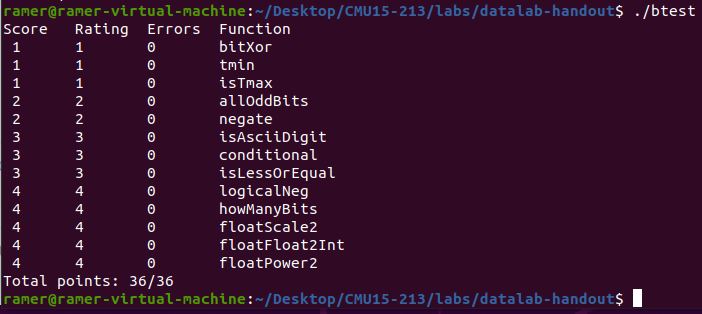 ramer@ramer-virtual-machine:~/Desktop/CMU15-213/labs/datalab-handout$ ./btest
Score Rating Errors Function
1 1 0 bitXor
1 1 0 tmin
1 1 0 isTmax
2 2 0 allOddBits
2 2 0 negate
3 3 0 isAsciiDigit
3 3 0 conditional
3 3 0 isLessOrEqual
4 4 0 logicalNeg
4 4 0 howManyBits
4 4 0 floatScale2
4 4 0 floatFloat2Int
4 4 0 floatPower2
Total points: 36/36
ramer@ramer-virtual-machine:~/Desktop/CMU15-213/labs/datalab-handout$